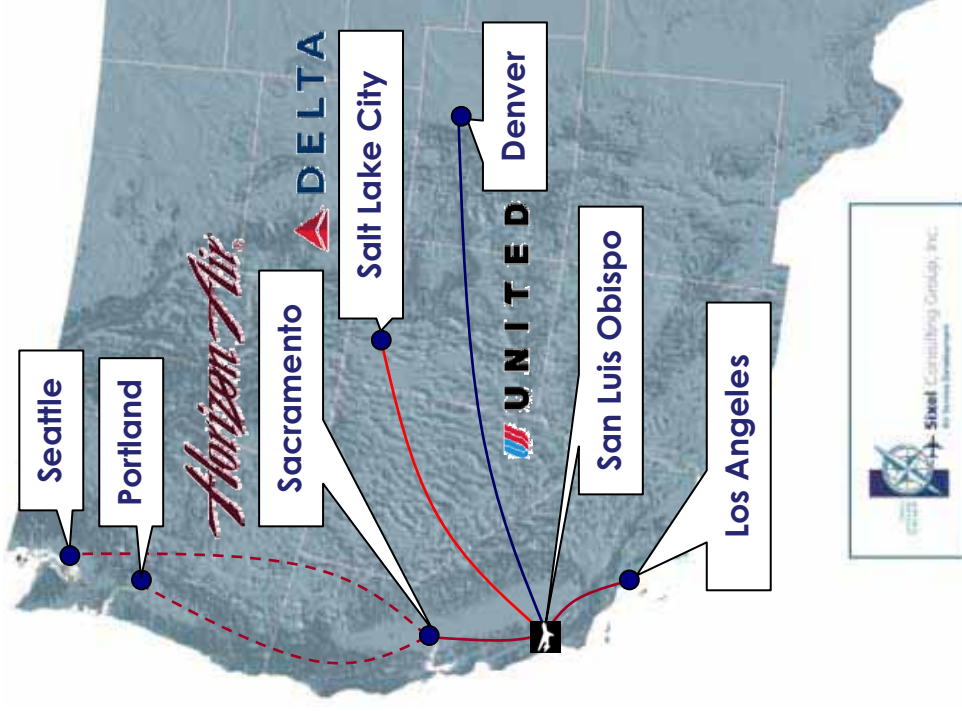 Seattle
Portland
Horizon Air
DELTA
Sacramento
Salt Lake City
Denver
UNITED
San Luis Obispo
Los Angeles
Sixel Consulting Group, Inc.